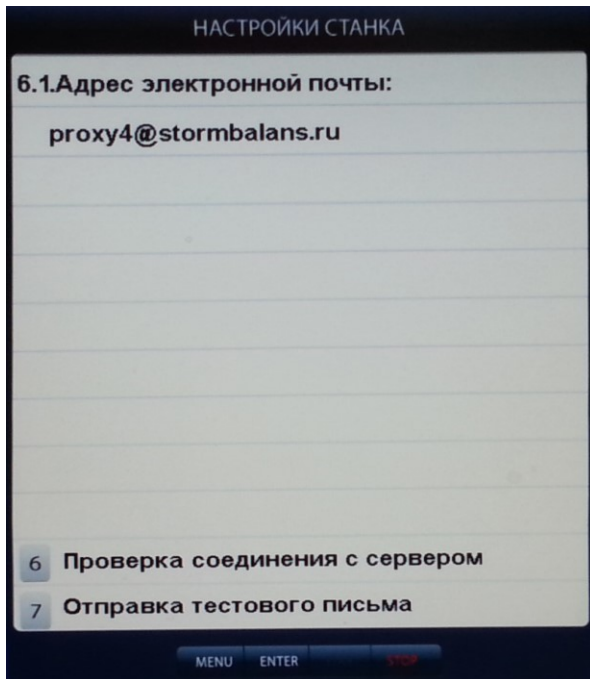 НАСТРОЙКИ СТАНКА
6.1.Адрес электронной почты:
proxy4@stormbalans.ru
6 Проверка соединения с сервером
7 Отправка тестового письма
MENU ENTER STOP